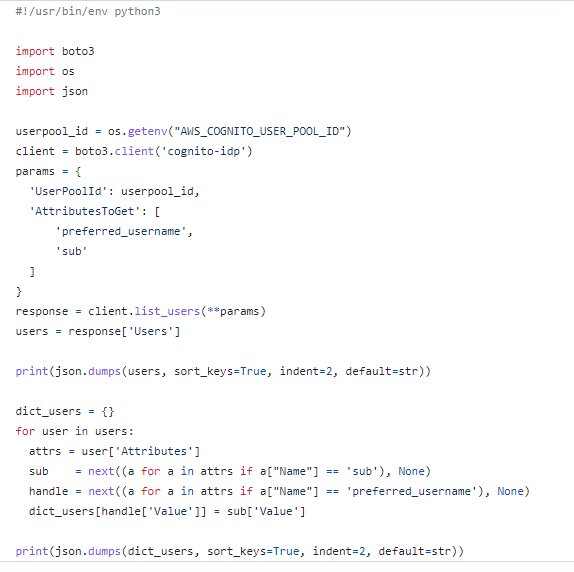 #!/usr/bin/env python3

import boto3
import os
import json

userpool_id = os.getenv("AWS_COGNITO_USER_POOL_ID")
client = boto3.client('cognito-idp')
params = {
  'UserPoolId': userpool_id,
  'AttributesToGet': [
      'preferred_username',
      'sub'
  ]
}
response = client.list_users(**params)
users = response['Users']

print(json.dumps(users, sort_keys=True, indent=2, default=str))

dict_users = {}
for user in users:
  attrs = user['Attributes']
  sub    = next((a for a in attrs if a["Name"] == 'sub'), None)
  handle = next((a for a in attrs if a["Name"] == 'preferred_username'), None)
  dict_users[handle['Value']] = sub['Value']

print(json.dumps(dict_users, sort_keys=True, indent=2, default=str))